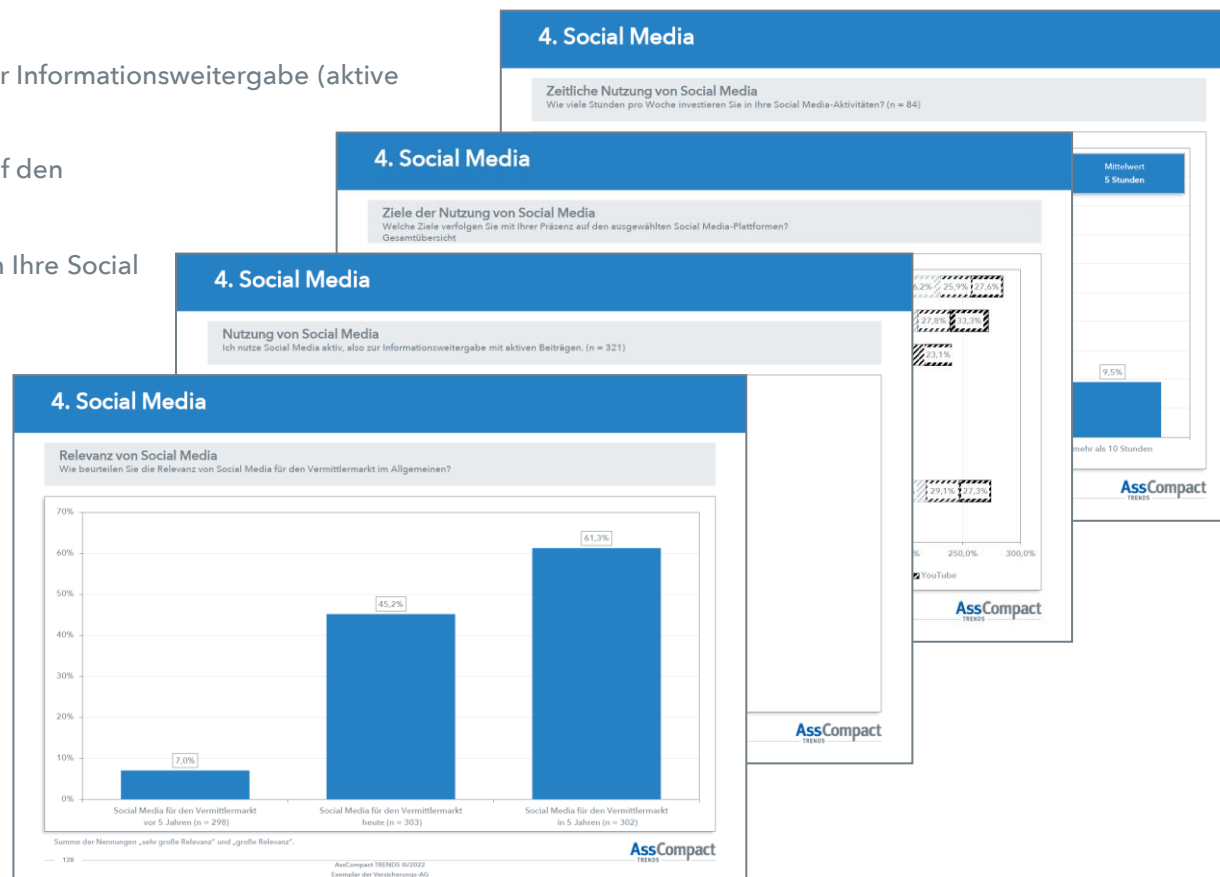 r Informationsweitergabe (aktive
f den
n Ihre Social
4. Social Media
Zeitliche Nutzung von Social Media
Wie viele Stunden pro Woche investieren Sie in Ihre Social Media-Aktivitäten? (n = 84)
Mittelwert
5 Stunden
9,5%
mehr als 10 Stunden
AssCompact
TRENDS
4. Social Media
Ziele der Nutzung von Social Media
Welche Ziele verfolgen Sie mit Ihrer Präsenz auf den ausgewählten Social Media-Plattformen?
Gesamtübersicht
6,2% 25,9% 27,6%
27,8% 33,3%
23,1%
29,1% 27,3%
% 250,0% 300,0%
YouTube
AssCompact
TRENDS
4. Social Media
Nutzung von Social Media
Ich nutze Social Media aktiv, also zur Informationsweitergabe mit aktiven Beiträgen. (n = 321)
AssCompact
TRENDS
4. Social Media
Relevanz von Social Media
Wie beurteilen Sie die Relevanz von Social Media für den Vermittlermarkt im Allgemeinen?
70%
60%
50%
40%
30%
20%
10%
0%
7,0%
45,2%
61,3%
Social Media für den Vermittlermarkt
vor 5 Jahren (n = 298)
Social Media für den Vermittlermarkt
heute (n = 303)
Social Media für den Vermittlermarkt
in 5 Jahren (n = 302)
Summe der Nennungen „sehr große Relevanz" und „große Relevanz".
AssCompact
TRENDS
128
AssCompact TRENDS III/2022
Exemplar der Versicherungs-AG